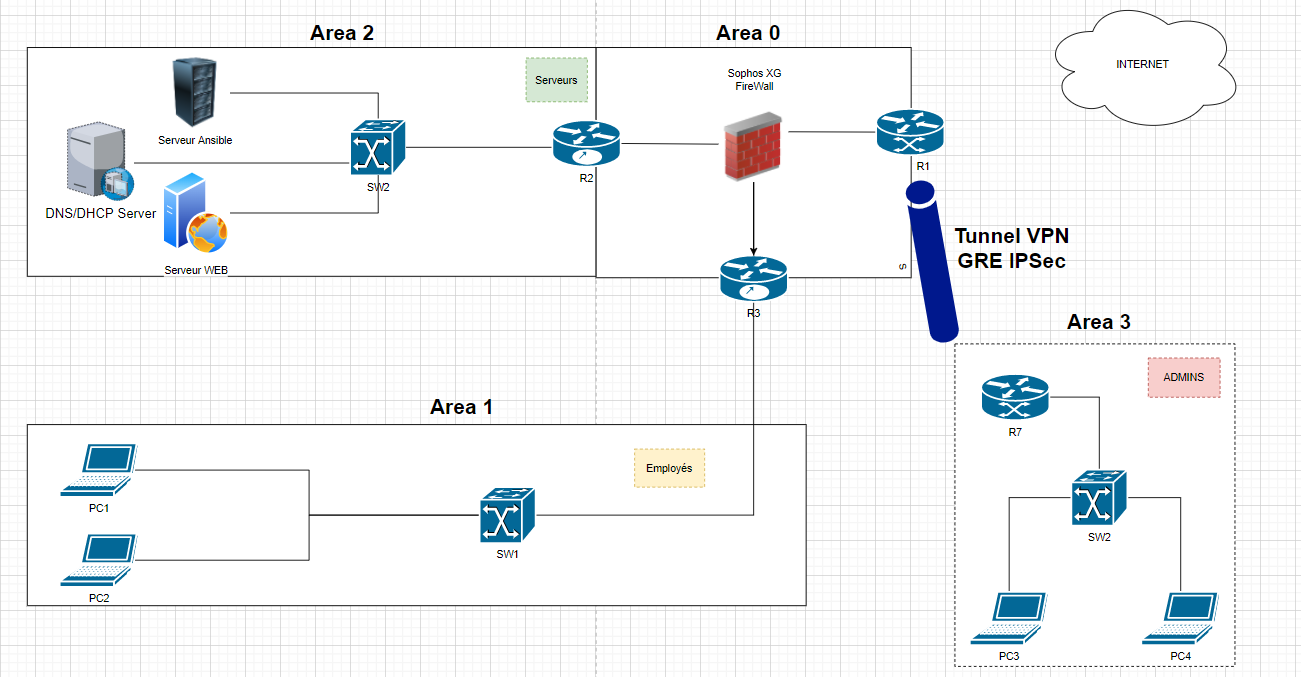 Area 2
Area 0
INTERNET
Serveurs
Sophos XG
FireWall
Serveur Ansible
R1
R2
SW2
DNS/DHCP Server
Serveur WEB
Tunnel VPN
GRE IPSec
S
R3
Area 3
ADMINS
R7
Area 1
Employés
PC1
SW1
PC2
SW2
PC3
PC4